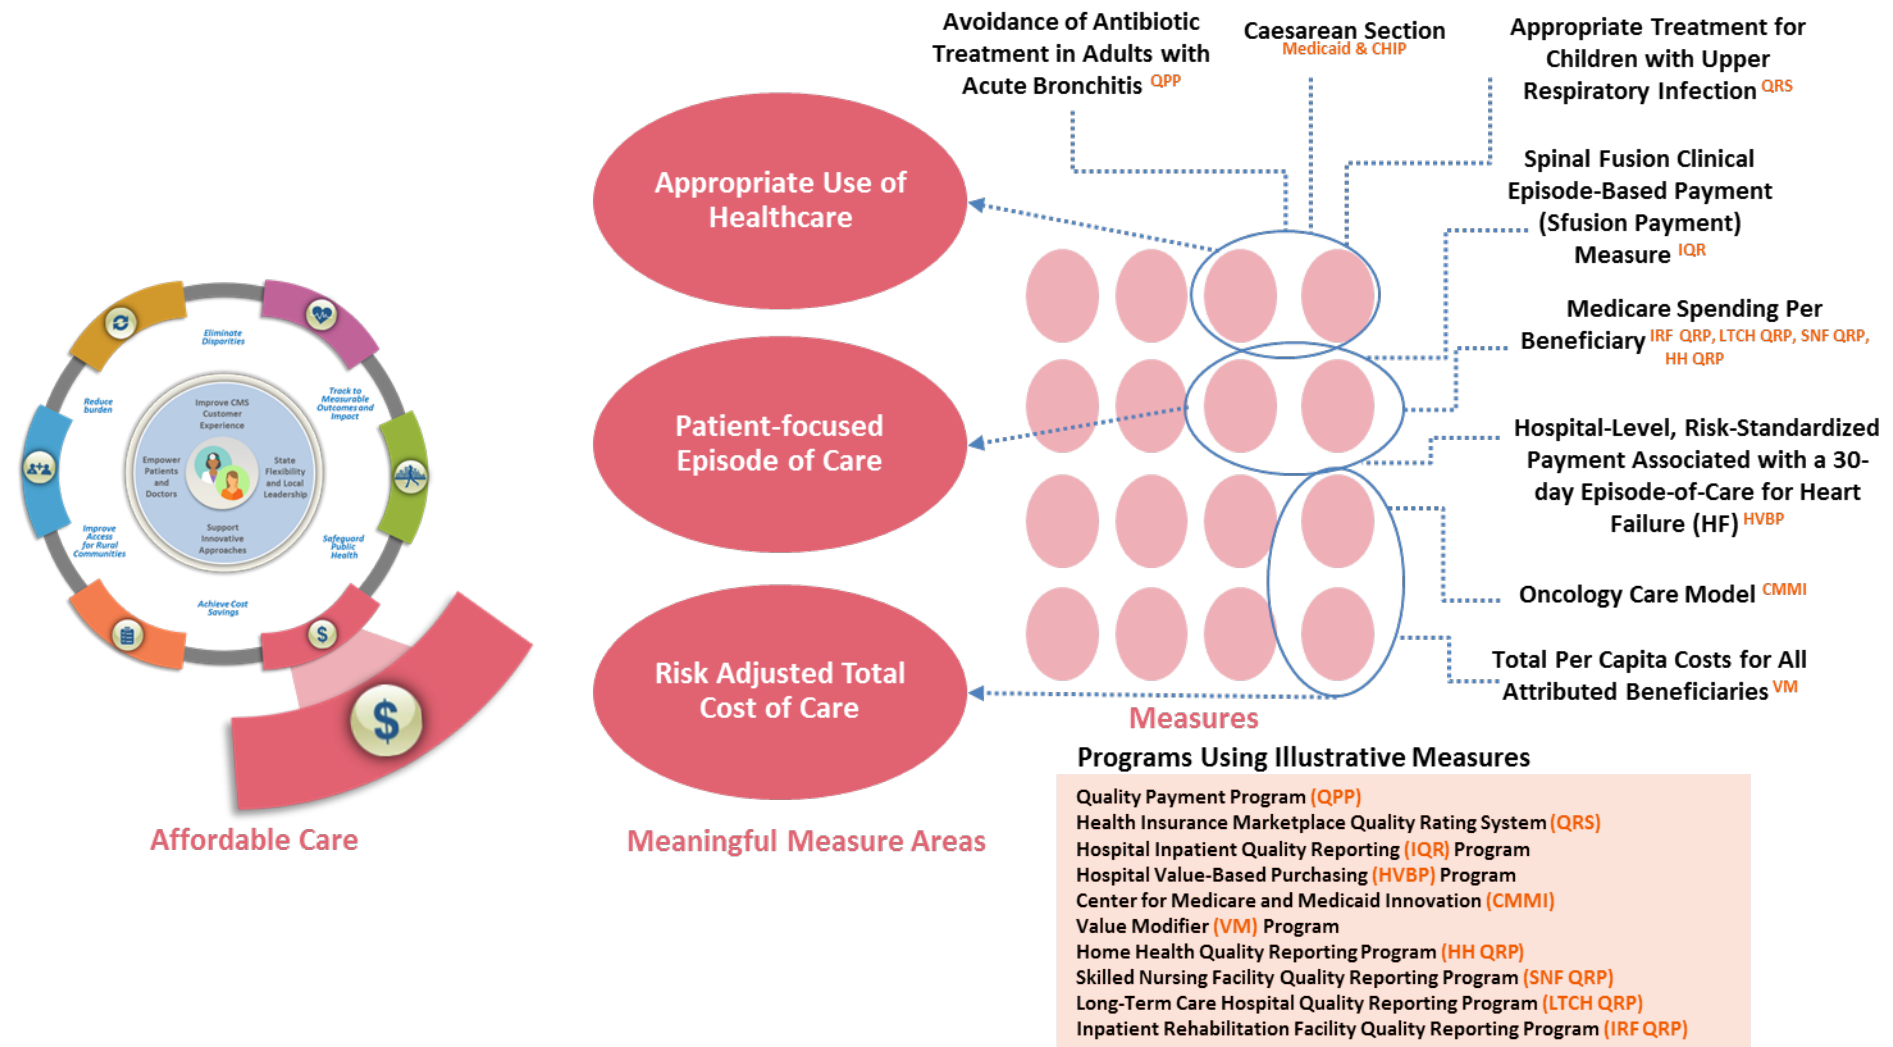 Avoidance of Antibiotic
Treatment in Adults with
Acute Bronchitis QPP
Caesarean Section
Medicaid & CHIP
Appropriate Treatment for
Children with Upper
Respiratory Infection QRS
Spinal Fusion Clinical
Episode-Based Payment
(Sfusion Payment)
Measure IQR
Medicare Spending Per
Beneficiary IRF QRP, LTCH QRP, SNF QRP,
HH QRP
Hospital-Level, Risk-Standardized
Payment Associated with a 30-
day Episode-of-Care for Heart
Failure (HF) HVBP
Oncology Care Model CMMI
Total Per Capita Costs for All
Attributed Beneficiaries VM
Appropriate Use of
Healthcare
Patient-focused
Episode of Care
Risk Adjusted Total
Cost of Care
Eliminate
Disparities
Track to
Measurable
Outcomes and
Impact
Safeguard
Public
Health
Achieve Cost
Savings
Improve
Access
for Rural
Communities
Reduce
burden
Improve CMS
Customer
Experience
Empower
Patients
and
Doctors
State
Flexibility
and Local
Leadership
Support
Innovative
Approaches
$
$
Affordable Care
Meaningful Measure Areas
Measures
Programs Using Illustrative Measures
Quality Payment Program (QPP)
Health Insurance Marketplace Quality Rating System (QRS)
Hospital Inpatient Quality Reporting (IQR) Program
Hospital Value-Based Purchasing (HVBP) Program
Center for Medicare and Medicaid Innovation (CMMI)
Value Modifier (VM) Program
Home Health Quality Reporting Program (HH QRP)
Skilled Nursing Facility Quality Reporting Program (SNF QRP)
Long-Term Care Hospital Quality Reporting Program (LTCH QRP)
Inpatient Rehabilitation Facility Quality Reporting Program (IRF QRP)